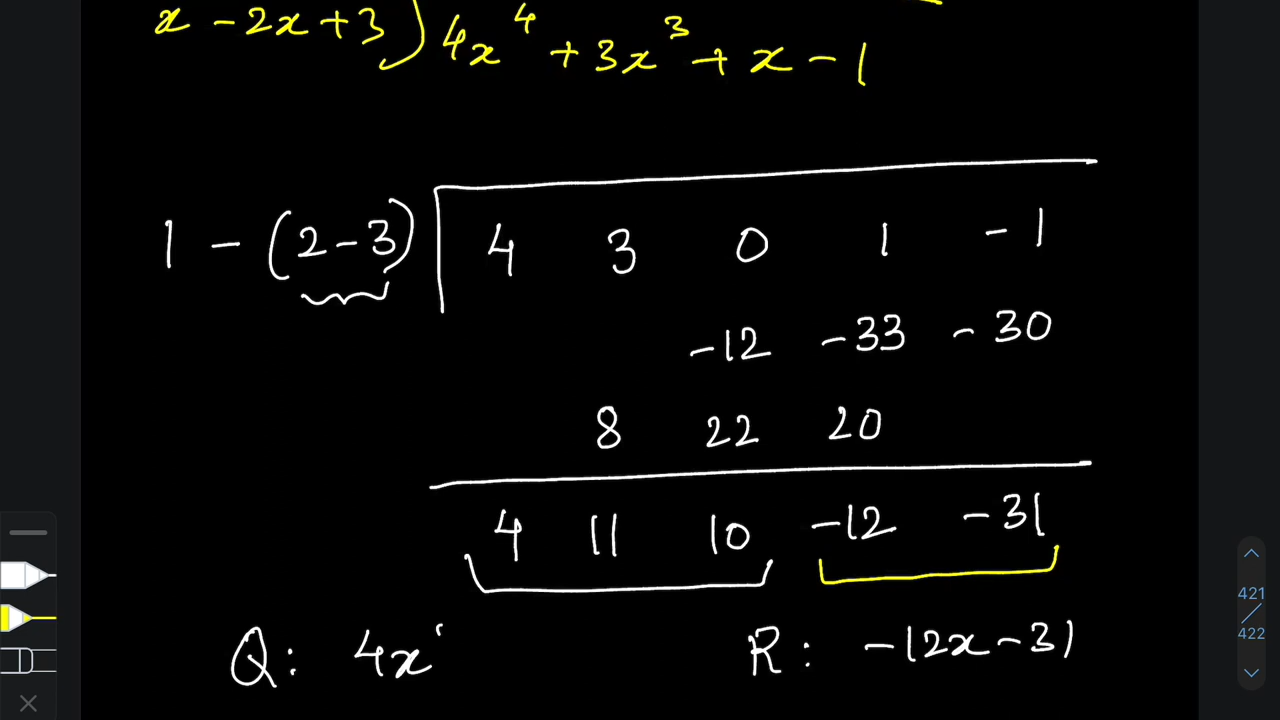 x - 2x + 3 ) 4x⁴ + 3x³ + x - 1
1 - (2 - 3) 4 3 0 1 - 1
-12 -33 -30
8 22 20
4 11 10 -12 -31
Q: 4x R: -12x - 31
421
422